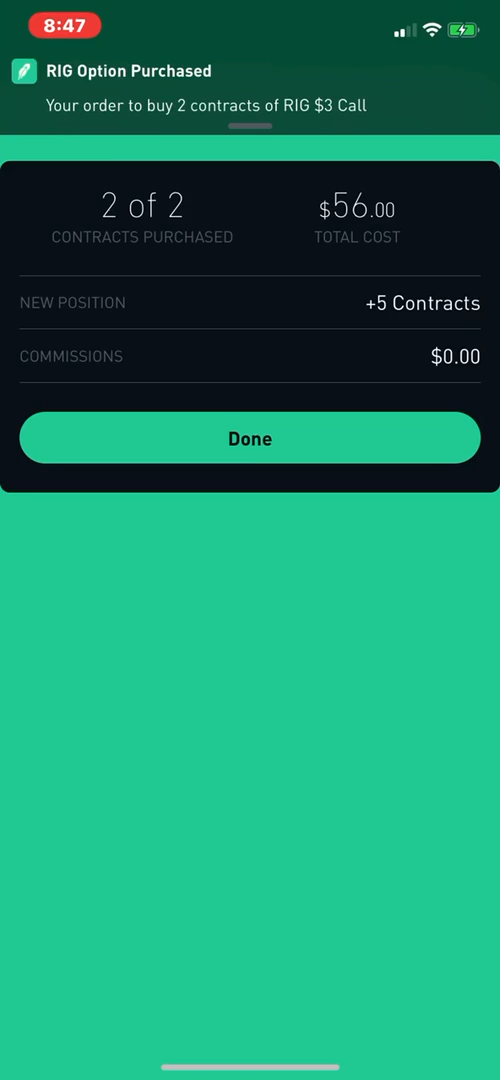 8:47
RIG Option Purchased
Your order to buy 2 contracts of RIG $3 Call
2 of 2
$56.00
CONTRACTS PURCHASED
TOTAL COST
NEW POSITION
+5 Contracts
COMMISSIONS
$0.00
Done